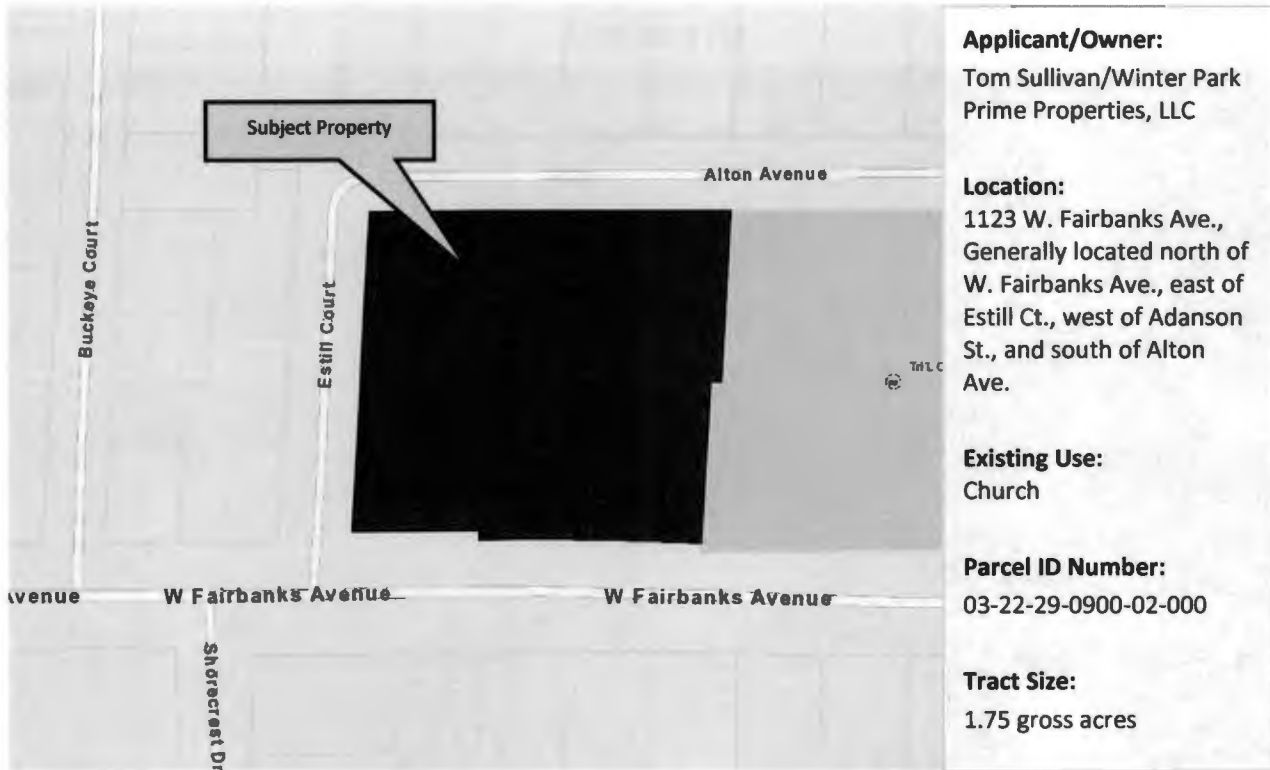 Subject Property
Alton Avenue
Buckeye Court
Estill Court
W Fairbanks Avenue
W Fairbanks Avenue
Shorecrest Dr
Applicant/Owner:
Tom Sullivan/Winter Park
Prime Properties, LLC
Location:
1123 W. Fairbanks Ave.,
Generally located north of
W. Fairbanks Ave., east of
Estill Ct., west of Adanson
St., and south of Alton
Ave.
Existing Use:
Church
Parcel ID Number:
03-22-29-0900-02-000
Tract Size:
1.75 gross acres